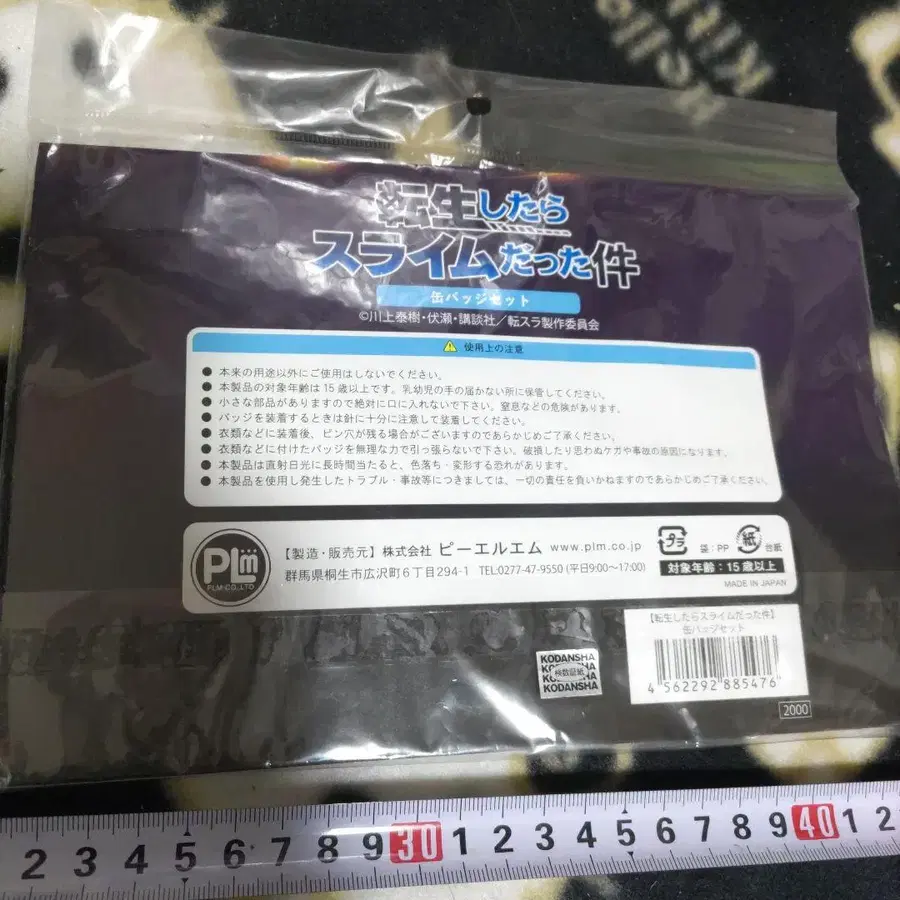 転生したら
スライムだった件
缶バッジセット
©川上泰樹・伏瀬・講談社／転スラ製作委員会
使用上の注意
● 本来の用途以外にご使用はしないでください。
● 本製品の対象年齢は15歳以上です。乳幼児の手の届かない所に保管してください。
● 小さな部品がありますので絶対に口に入れないで下さい。窒息などの危険があります。
● バッジを装着するときは針に十分に注意して装着してください。
● 衣類などに装着後、ピン穴が残る場合がございますのであらかじめご了承ください。
● 衣類などに付けたバッジを無理な力で引っ張らないで下さい。破損したり思わぬケガや事故の原因になります。
● 本製品は直射日光に長時間当たると、色落ち・変形する恐れがあります。
● 本製品を使用し発生したトラブル・事故等につきましては、一切の責任を負いかねますのであらかじめご了承ください。
PLm
PLM CO.,LTD
【製造・販売元】株式会社 ピーエルエム www.plm.co.jp
群馬県桐生市広沢町6丁目294-1 TEL:0277-47-9550 (平日9:00～17:00)
プラ 袋：PP 紙 台紙
対象年齢：15歳以上
MADE IN JAPAN
【転生したらスライムだった件】
缶バッジセット
4 562292 885476
2000
KODANSHA
検数証紙
KODANSHA
2 3 4 5 6 7 8 9 30 1 2 3 4 5 6 7 8 9 40 1 2